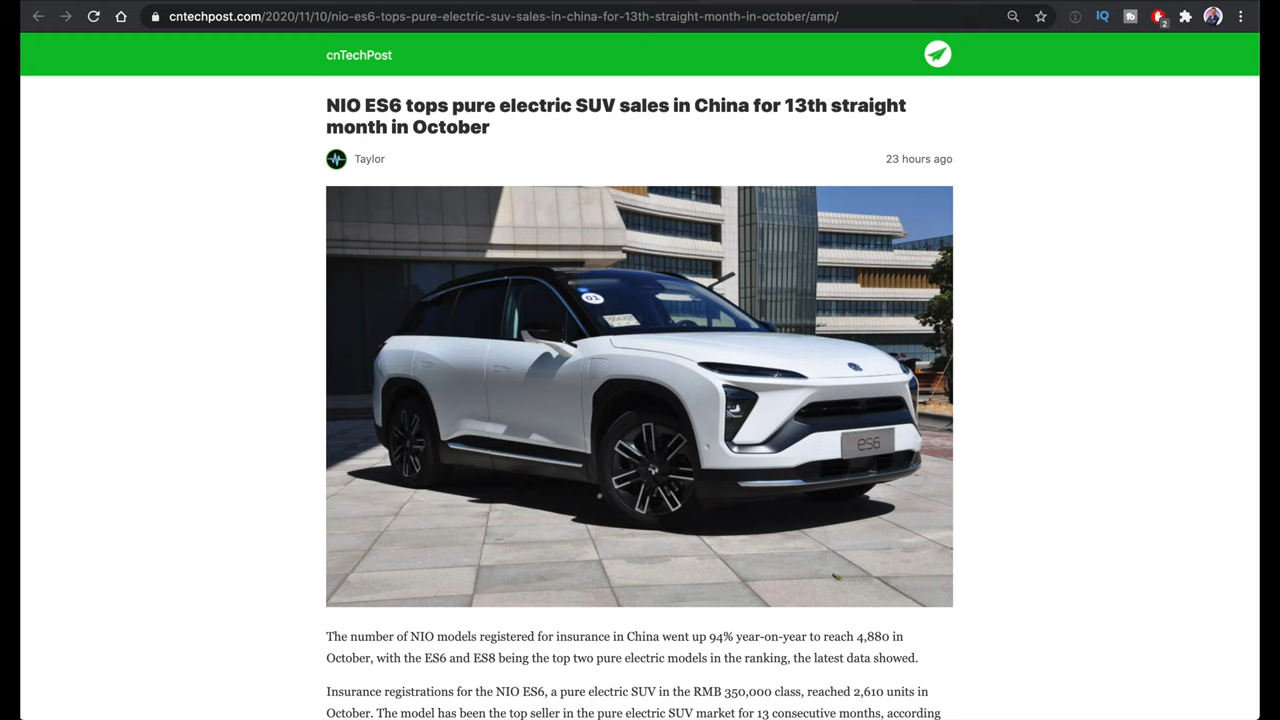 cntechpost.com/2020/11/10/nio-es6-tops-pure-electric-suv-sales-in-china-for-13th-straight-month-in-october/amp/
IQ
2
cnTechPost
NIO ES6 tops pure electric SUV sales in China for 13th straight
month in October
Taylor
23 hours ago
01
es6
The number of NIO models registered for insurance in China went up 94% year-on-year to reach 4,880 in
October, with the ES6 and ES8 being the top two pure electric models in the ranking, the latest data showed.
Insurance registrations for the NIO ES6, a pure electric SUV in the RMB 350,000 class, reached 2,610 units in
October. The model has been the top seller in the pure electric SUV market for 13 consecutive months, according